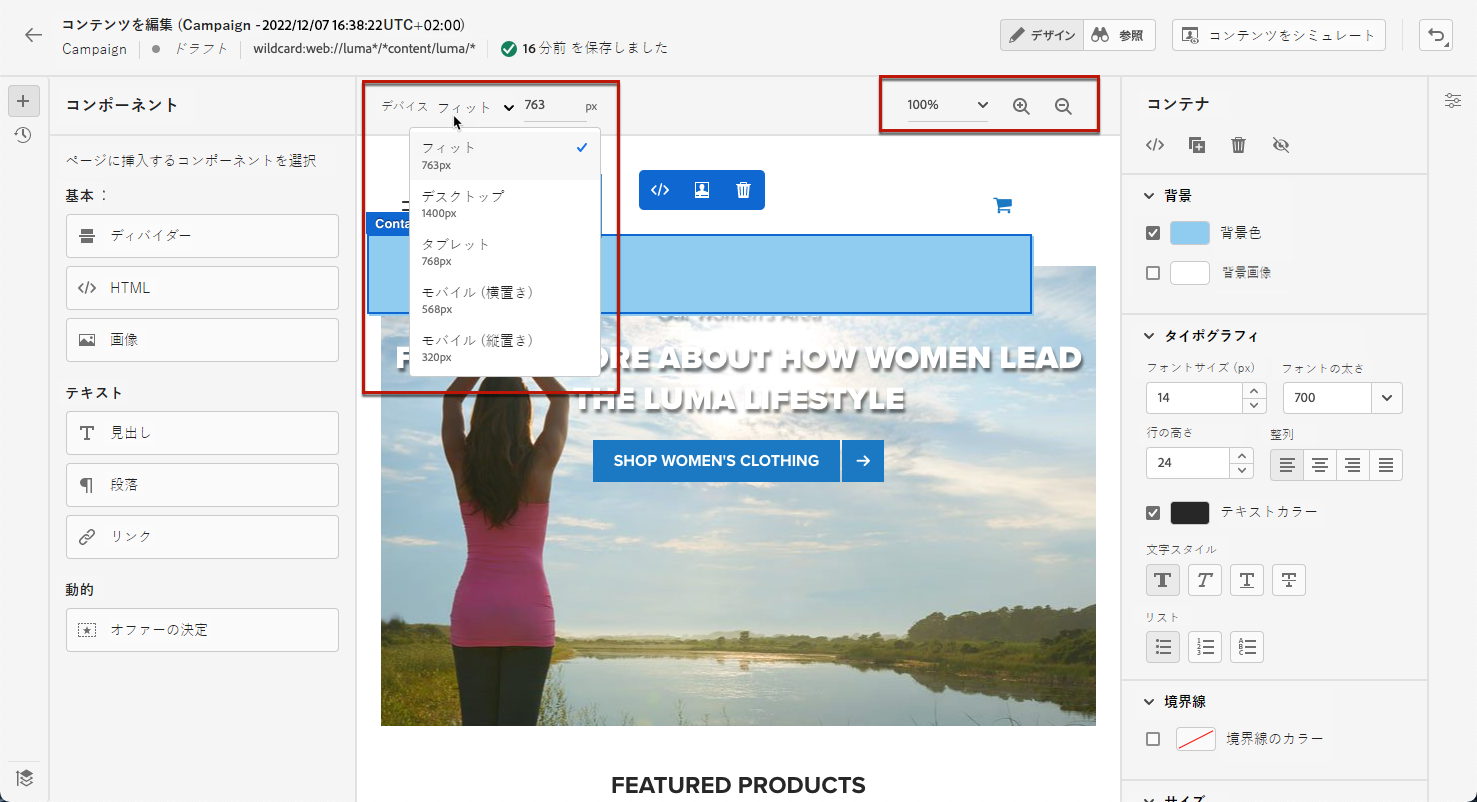 コンテンツを編集 (Campaign - 2022/12/07 16:38:22UTC+02:00)
Campaign ドラフト wildcard:web://luma*/*content/luma/* 16 分前 を保存しました
デザイン 参照 コンテンツをシミュレート
コンポーネント
ページに挿入するコンポーネントを選択
基本 :
ディバイダー
HTML
画像
テキスト
見出し
段落
リンク
動的
オファーの決定
デバイス フィット 763 px
フィット
763px
デスクトップ
1400px
タブレット
768px
モバイル (横置き)
568px
モバイル (縦置き)
320px
100%
Conta
Our Women's Area
F RE ABOUT HOW WOMEN LEAD
THE LUMA LIFESTYLE
SHOP WOMEN'S CLOTHING
FEATURED PRODUCTS
コンテナ
背景
背景色
背景画像
タイポグラフィ
フォントサイズ (px) フォントの太さ
14 700
行の高さ 整列
24
テキストカラー
文字スタイル
リスト
境界線
境界線のカラー
サイズ